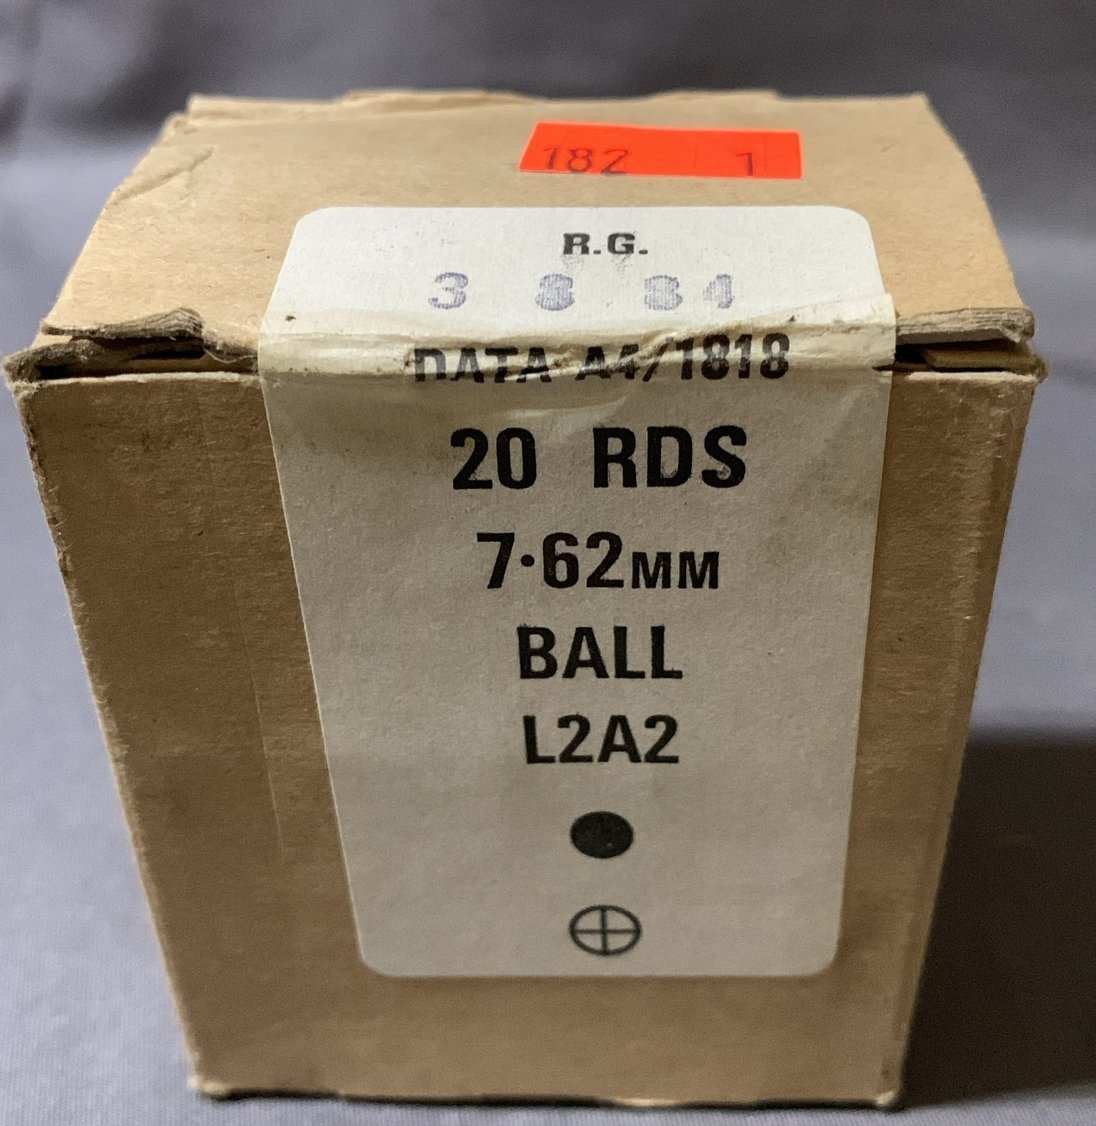 182 1
R.G.
3 8 84
DATA A4/1818
20 RDS
7·62MM
BALL
L2A2